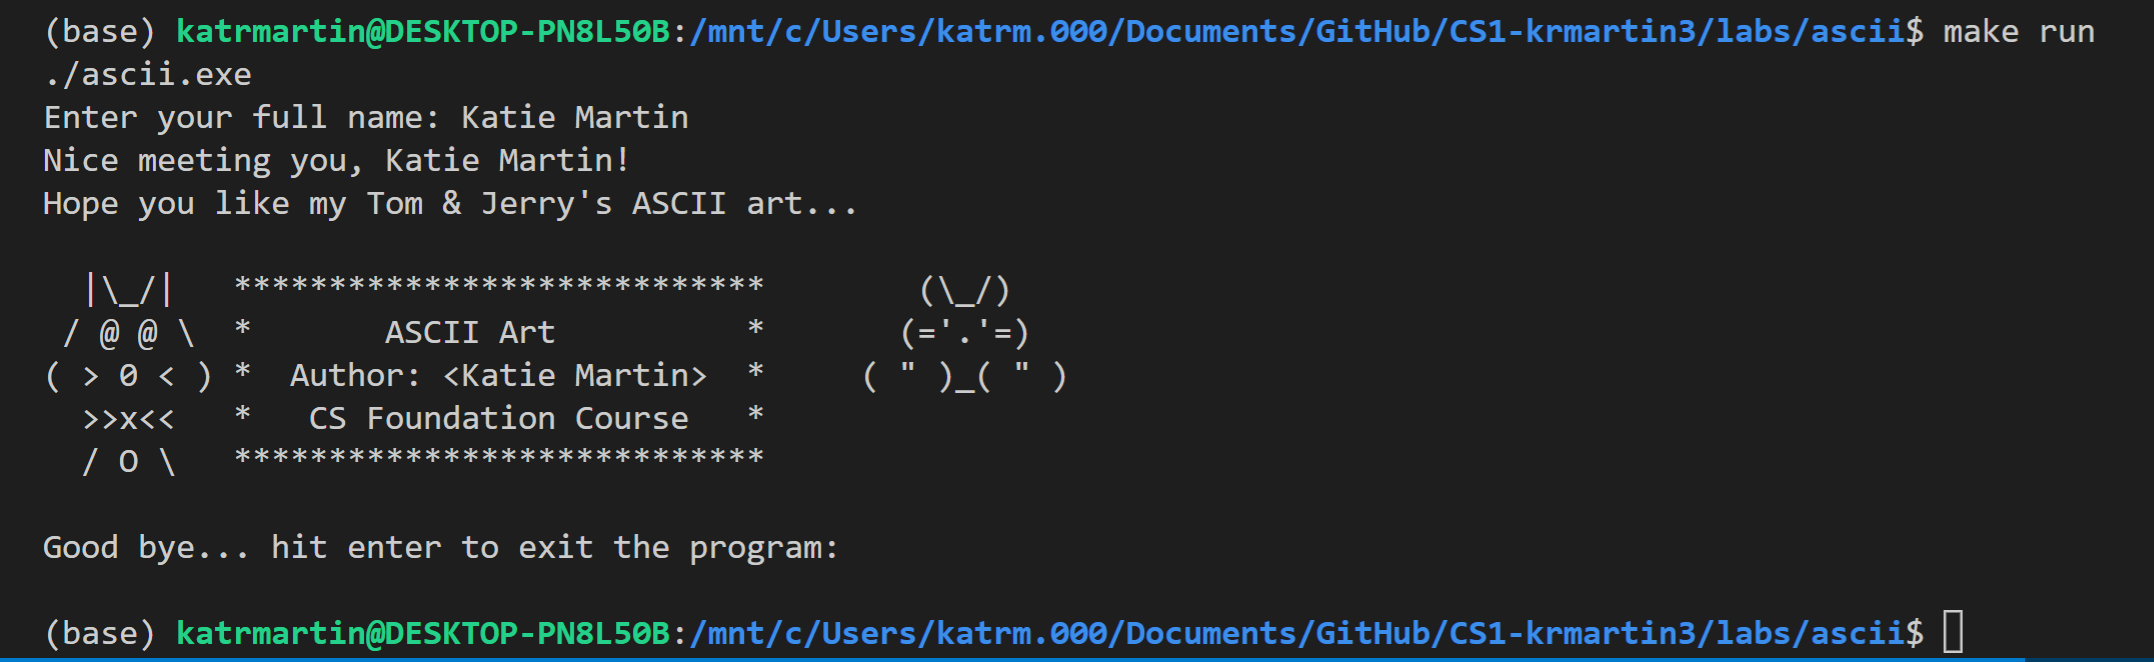 (base) katrmartin@DESKTOP-PN8L50B:/mnt/c/Users/katrm.000/Documents/GitHub/CS1-krmartin3/labs/ascii$ make run
./ascii.exe
Enter your full name: Katie Martin
Nice meeting you, Katie Martin!
Hope you like my Tom & Jerry's ASCII art...

  |\_/|   ****************************        (\_/)
 / @ @ \  *       ASCII Art          *       (='.'=)
( > 0 < ) *  Author: <Katie Martin>  *     ( " )_( " )
  >>x<<   *   CS Foundation Course   *
  / O \   ****************************

Good bye... hit enter to exit the program:

(base) katrmartin@DESKTOP-PN8L50B:/mnt/c/Users/katrm.000/Documents/GitHub/CS1-krmartin3/labs/ascii$